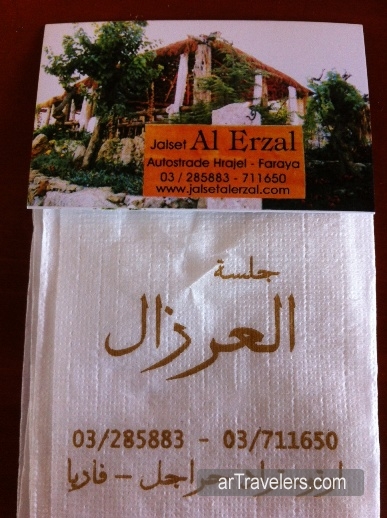 Jalset Al Erzal
Autostrade Hrajel - Faraya
03 / 285883 - 711650
www.jalsetalerzal.com
جلسة
العرزال
03/285883 - 03/711650
حراجل – فاريا
arTravelers.com